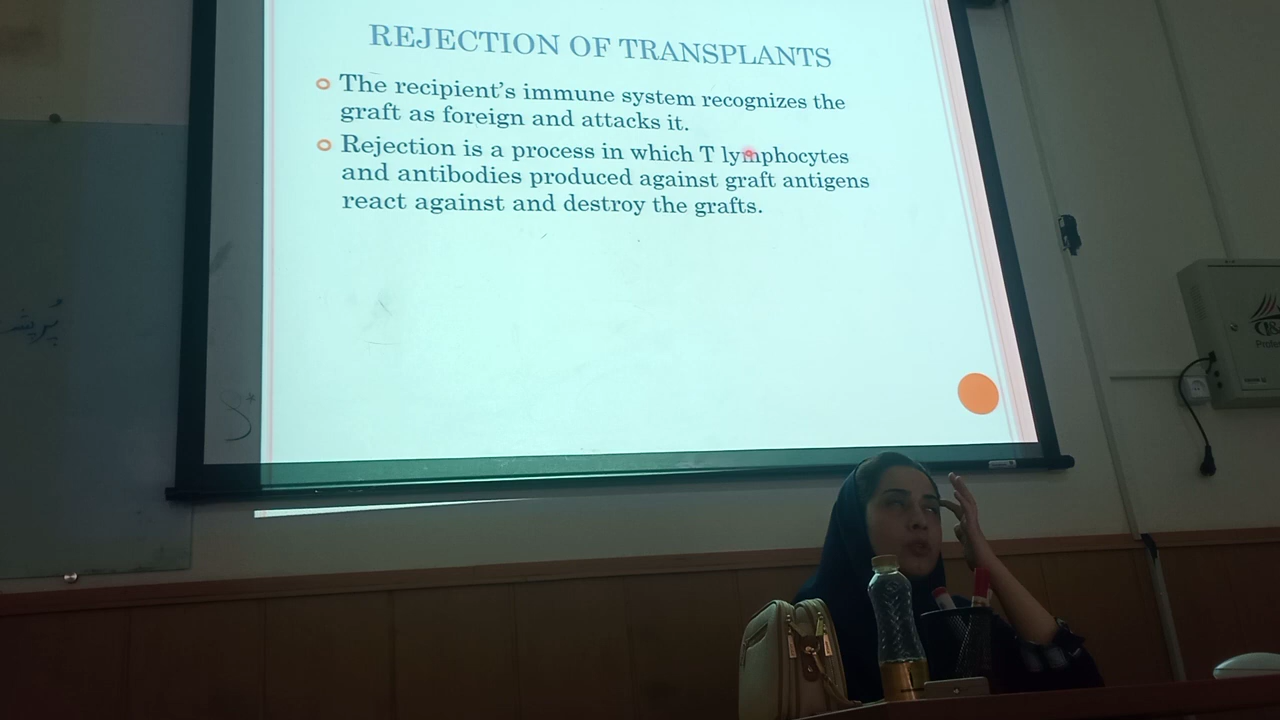 REJECTION OF TRANSPLANTS
The recipient's immune system recognizes the
graft as foreign and attacks it.
Rejection is a process in which T lymphocytes
and antibodies produced against graft antigens
react against and destroy the grafts.